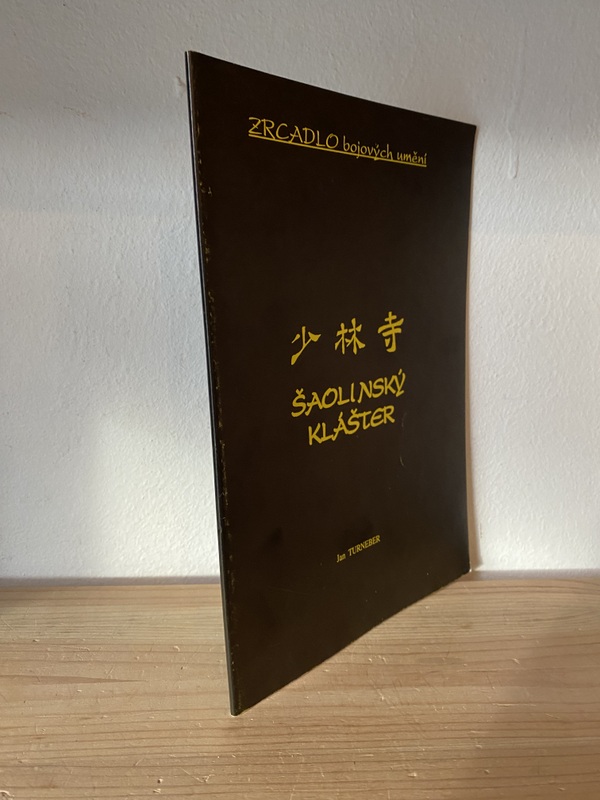 ZRCADLO bojových umění
少林寺
ŠAOLINSKÝ
KLÁŠTER
Jan TURNEBER